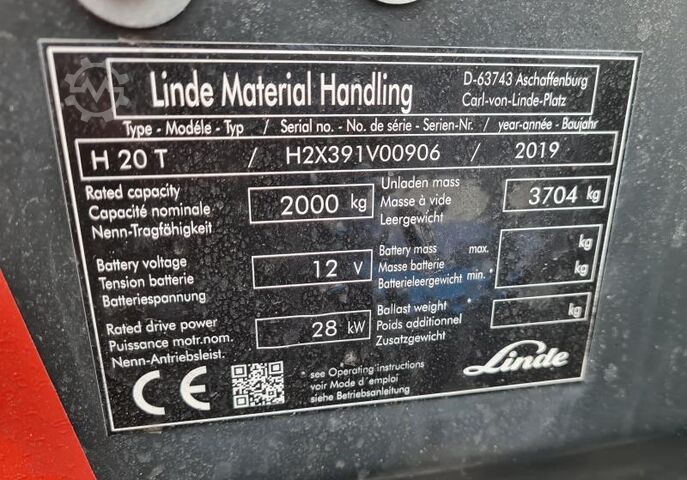 Linde Material Handling
D-63743 Aschaffenburg
Carl-von-Linde-Platz
Type - Modéle - Typ / Serial no. - No. de série - Serien-Nr. / year-année - Baujahr
H 20 T / H2X391V00906 / 2019
Rated capacity
Capacité nominale
Nenn-Tragfähigkeit
2000 kg
Unladen mass
Masse à vide
Leergewicht
3704 kg
Battery voltage
Tension batterie
Batteriespannung
12 V
Battery mass max.
Masse batterie
Batterieleergewicht min. *
kg
kg
Rated drive power
Puissance motr.nom.
Nenn-Antriebsleist.
28 kW
Ballast weight *
Poids additionnel
Zusatzgewicht
kg
CE
* see Operating instructions
voir Mode d´emploi
siehe Betriebsanleitung
Linde